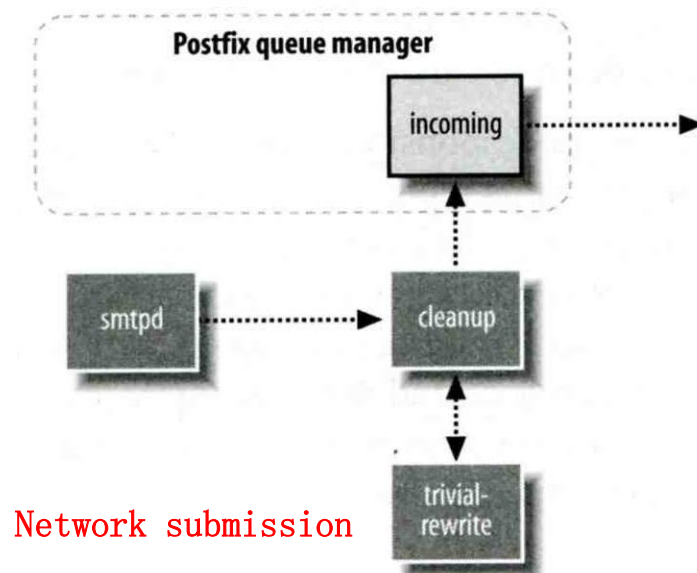 Postfix queue manager
incoming
smtpd
cleanup
trivial-
rewrite
Network submission